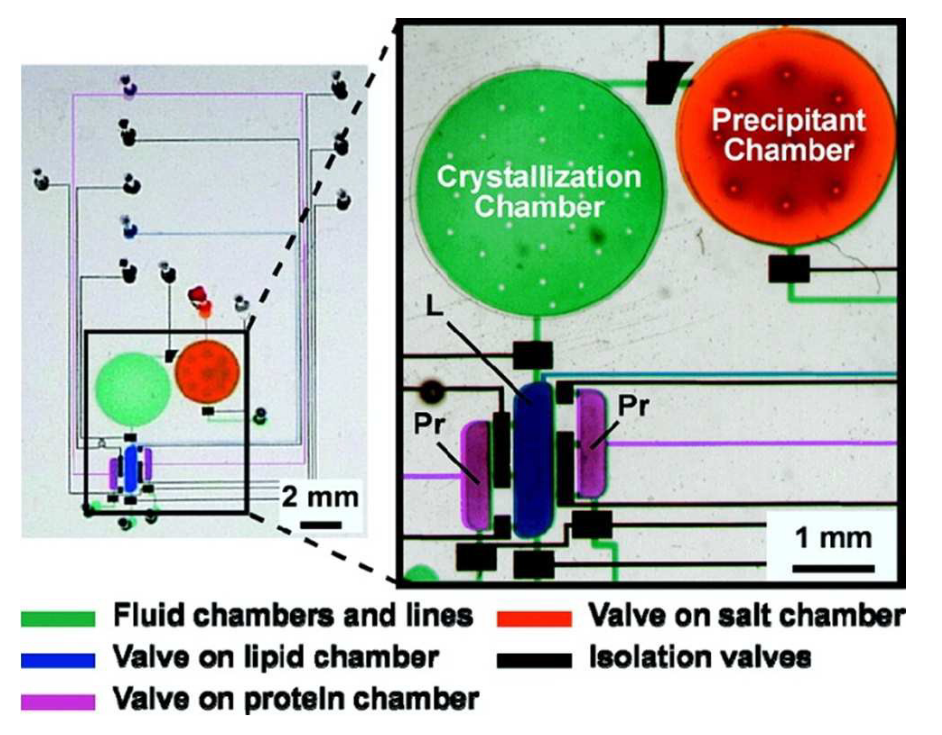 Crystallization
Chamber
Precipitant
Chamber
L
Pr
Pr
2 mm
1 mm
Fluid chambers and lines
Valve on salt chamber
Valve on lipid chamber
Isolation valves
Valve on protein chamber